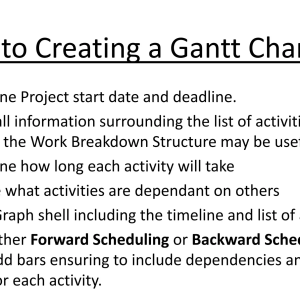 to Creating a Gantt Cha
ne Project start date and deadline.
ll information surrounding the list of activiti
the Work Breakdown Structure may be use
ne how long each activity will take
what activities are dependant on others
Graph shell including the timeline and list of
ther Forward Scheduling or Backward Sche
dd bars ensuring to include dependencies an
or each activity.